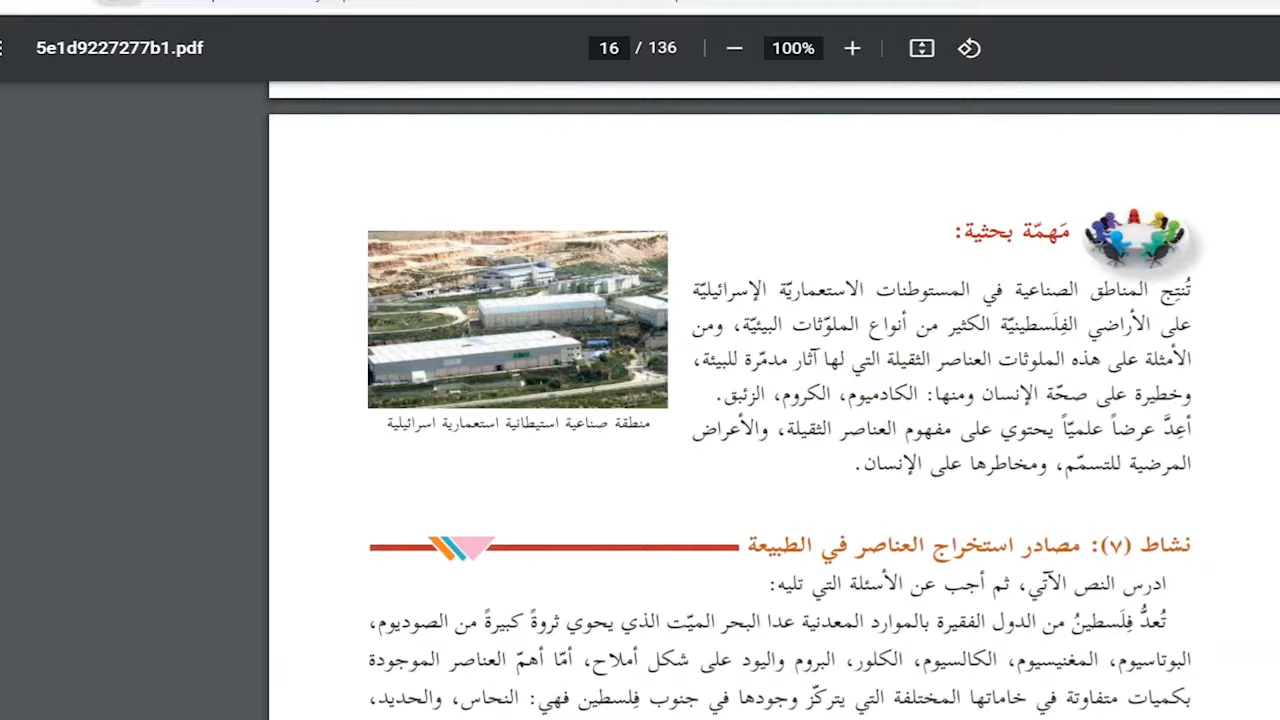 5e1d9227277b1.pdf
16 / 136
100%
مَهمّة بحثية:
تُنتِج المناطق الصناعية في المستوطنات الاستعماريّة الإسرائيليّة
على الأراضي الفِلَسطينيّة الكثير من أنواع الملوّثات البيئيّة، ومن
الأمثلة على هذه الملوثات العناصر الثقيلة التي لها آثار مدمّرة للبيئة،
وخطيرة على صحّة الإنسان ومنها: الكادميوم، الكروم، الزئبق.
أعِدَّ عرضاً علميّاً يحتوي على مفهوم العناصر الثقيلة، والأعراض
المرضية للتسمّم، ومخاطرها على الإنسان.
منطقة صناعية استيطانية استعمارية اسرائيلية
نشاط (٧): مصادر استخراج العناصر في الطبيعة
ادرس النص الآتي، ثم أجب عن الأسئلة التي تليه:
تُعدُّ فِلَسطينُ من الدول الفقيرة بالموارد المعدنية عدا البحر الميّت الذي يحوي ثروةً كبيرةً من الصوديوم،
البوتاسيوم، المغنيسيوم، الكالسيوم، الكلور، البروم واليود على شكل أملاح، أمّا أهمّ العناصر الموجودة
بكميات متفاوتة في خاماتها المختلفة التي يتركّز وجودها في جنوب فِلسطين فهي: النحاس، والحديد،